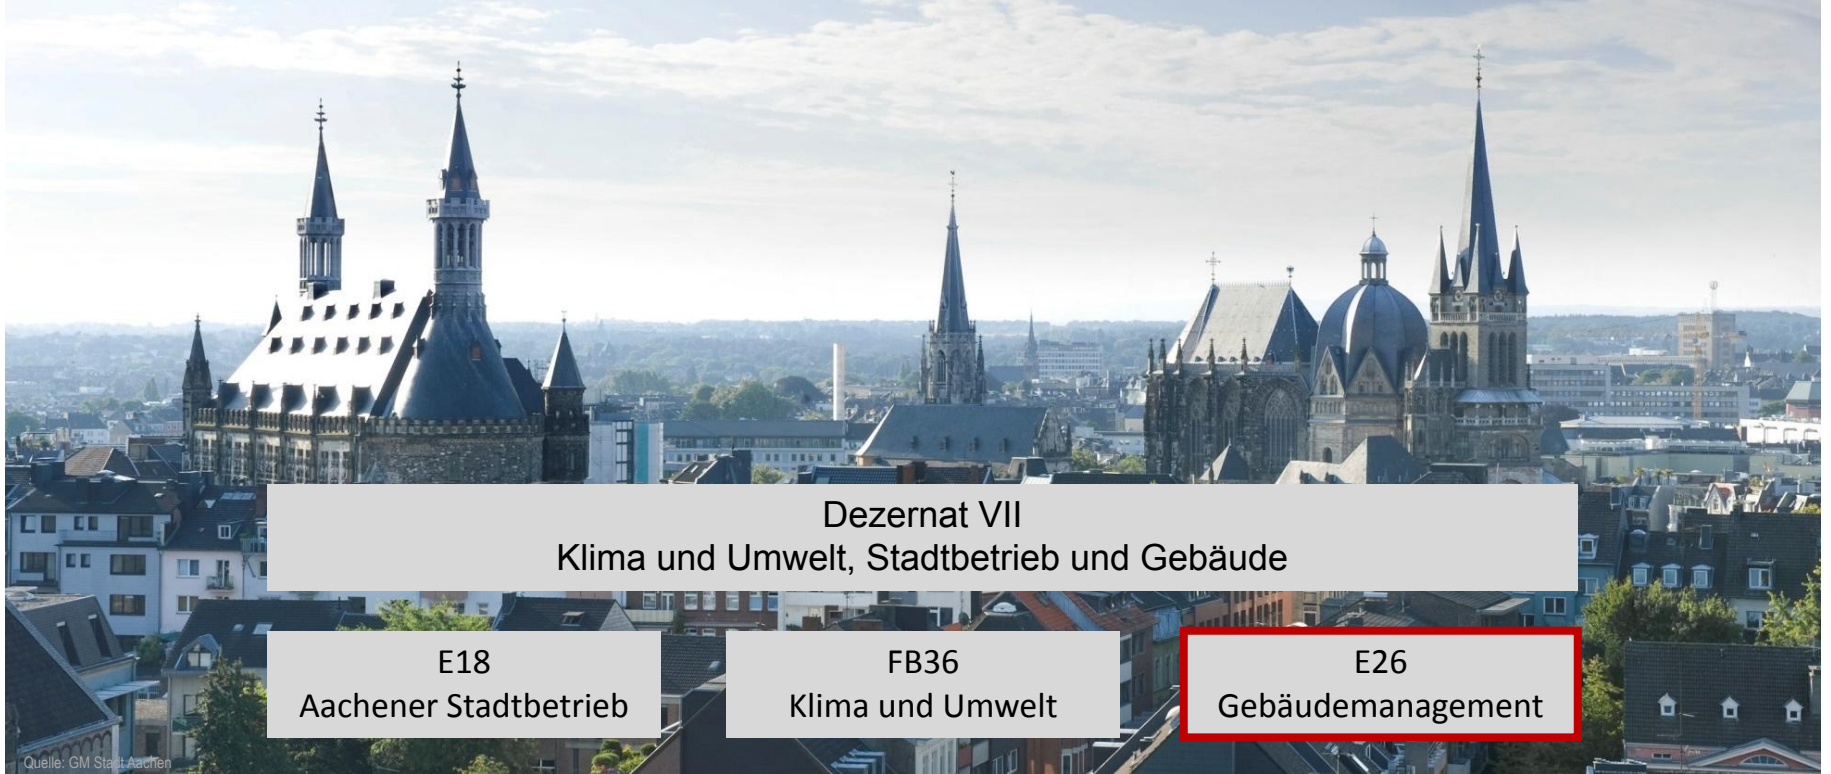 Dezernat VII
Klima und Umwelt, Stadtbetrieb und Gebäude
E18
Aachener Stadtbetrieb
FB36
Klima und Umwelt
E26
Gebäudemanagement
Quelle: GM Stadt Aachen